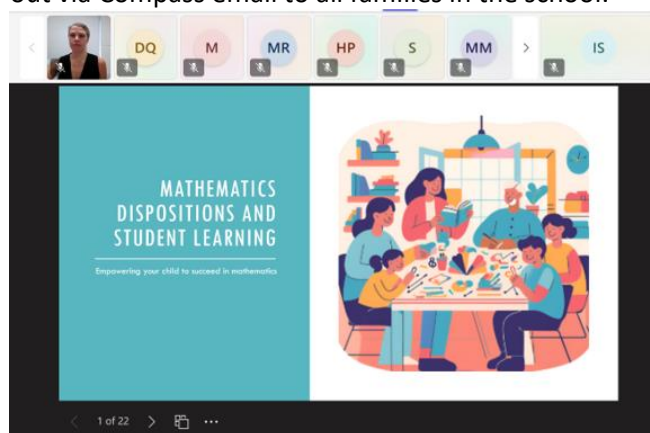 out via Compass email to all families in the school.
DQ M MR HP S MM IS
MATHEMATICS
DISPOSITIONS AND
STUDENT LEARNING
Empowering your child to succeed in mathematics
1 of 22